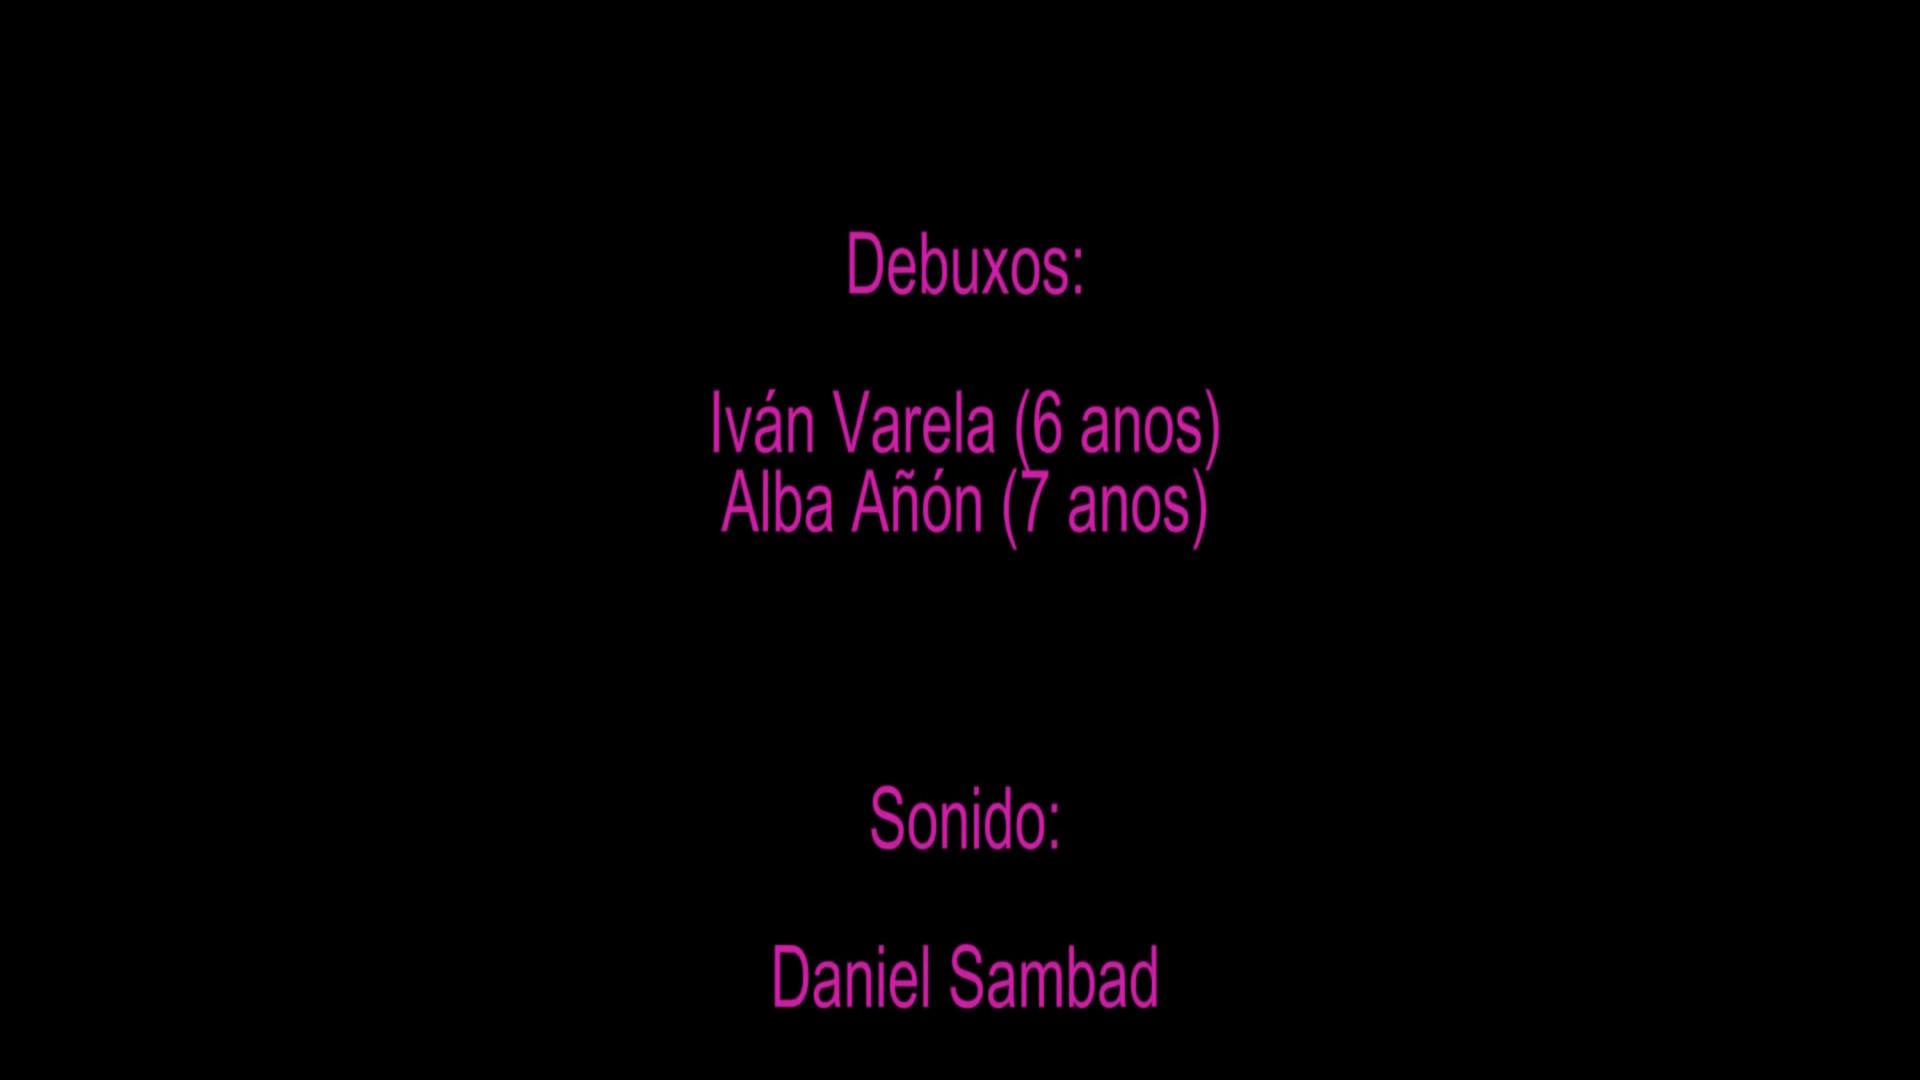 Debuxos:
Iván Varela (6 anos)
Alba Añón (7 anos)
Sonido:
Daniel Sambad